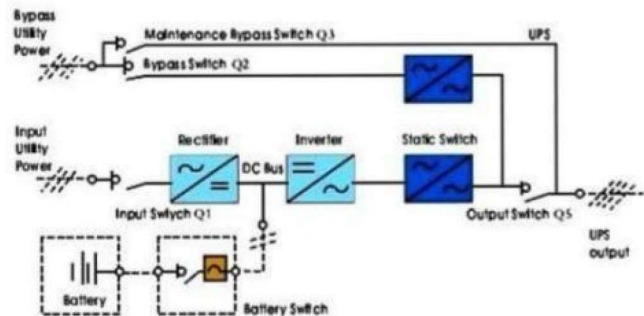 Bypass
Utility
Power
Maintenance Bypass Switch Q3
UPS
Bypass Switch Q2
Input
Utility
Power
Rectifier
DC Bus
Inverter
Static Switch
Input Swlych Q1
Output Switch Q5
UPS
output
Battery
Battery Switch